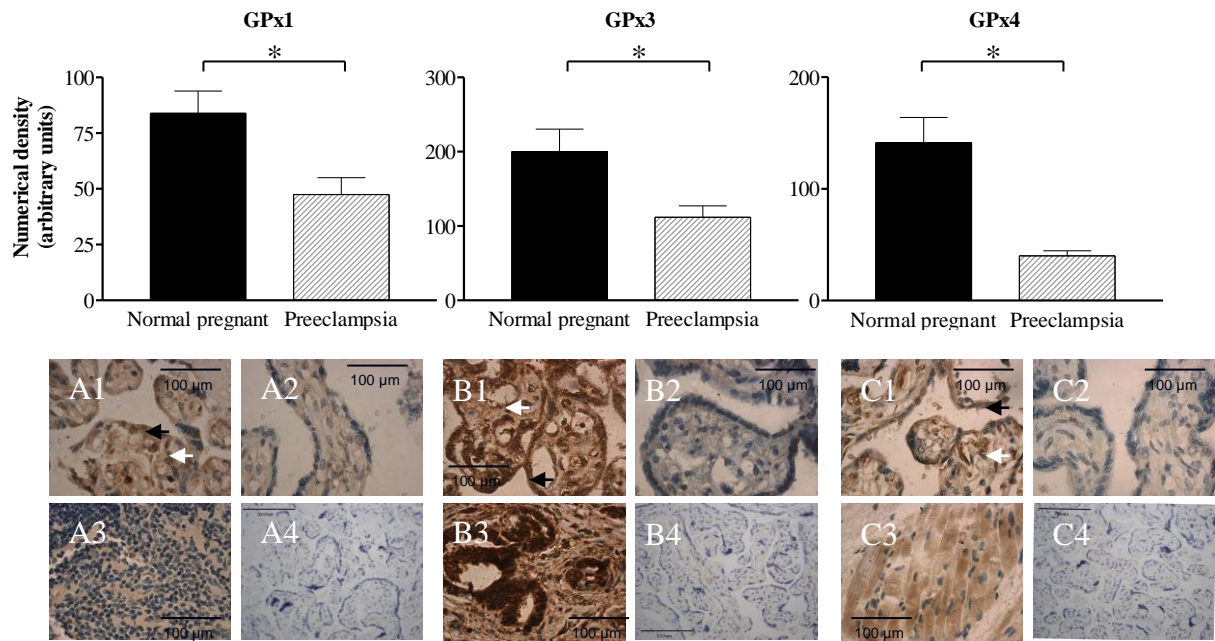 GPx1
GPx3
GPx4
*
*
*
Numerical density
(arbitrary units)
100
75
50
25
0
300
200
100
0
200
100
0
Normal pregnant
Preeclampsia
Normal pregnant
Preeclampsia
Normal pregnant
Preeclampsia
A1
100 µm
A2
100 µm
B1
100 µm
B2
100 µm
C1
100 µm
C2
100 µm
A3
100 µm
A4
B3
100 µm
B4
C3
100 µm
C4